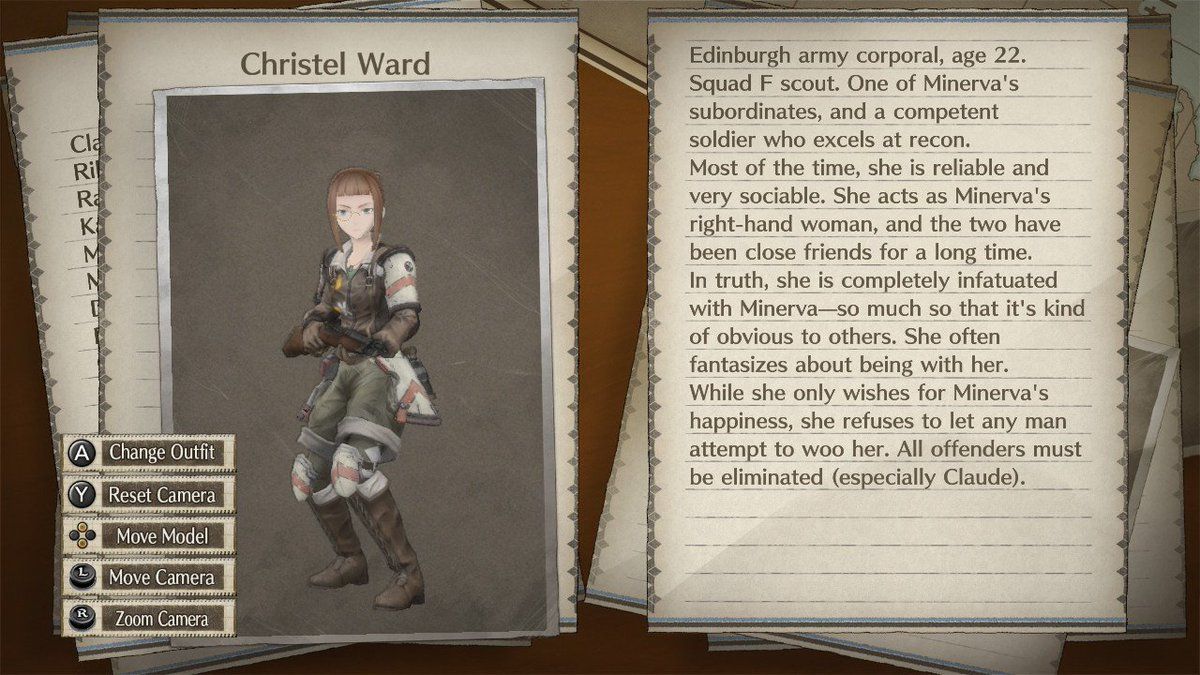 Christel Ward
Cla
Ril
Ra
Ka
M
N
D
A Change Outfit
Y Reset Camera
Move Model
L Move Camera
R Zoom Camera
Edinburgh army corporal, age 22.
Squad F scout. One of Minerva's
subordinates, and a competent
soldier who excels at recon.
Most of the time, she is reliable and
very sociable. She acts as Minerva's
right-hand woman, and the two have
been close friends for a long time.
In truth, she is completely infatuated
with Minerva—so much so that it's kind
of obvious to others. She often
fantasizes about being with her.
While she only wishes for Minerva's
happiness, she refuses to let any man
attempt to woo her. All offenders must
be eliminated (especially Claude).